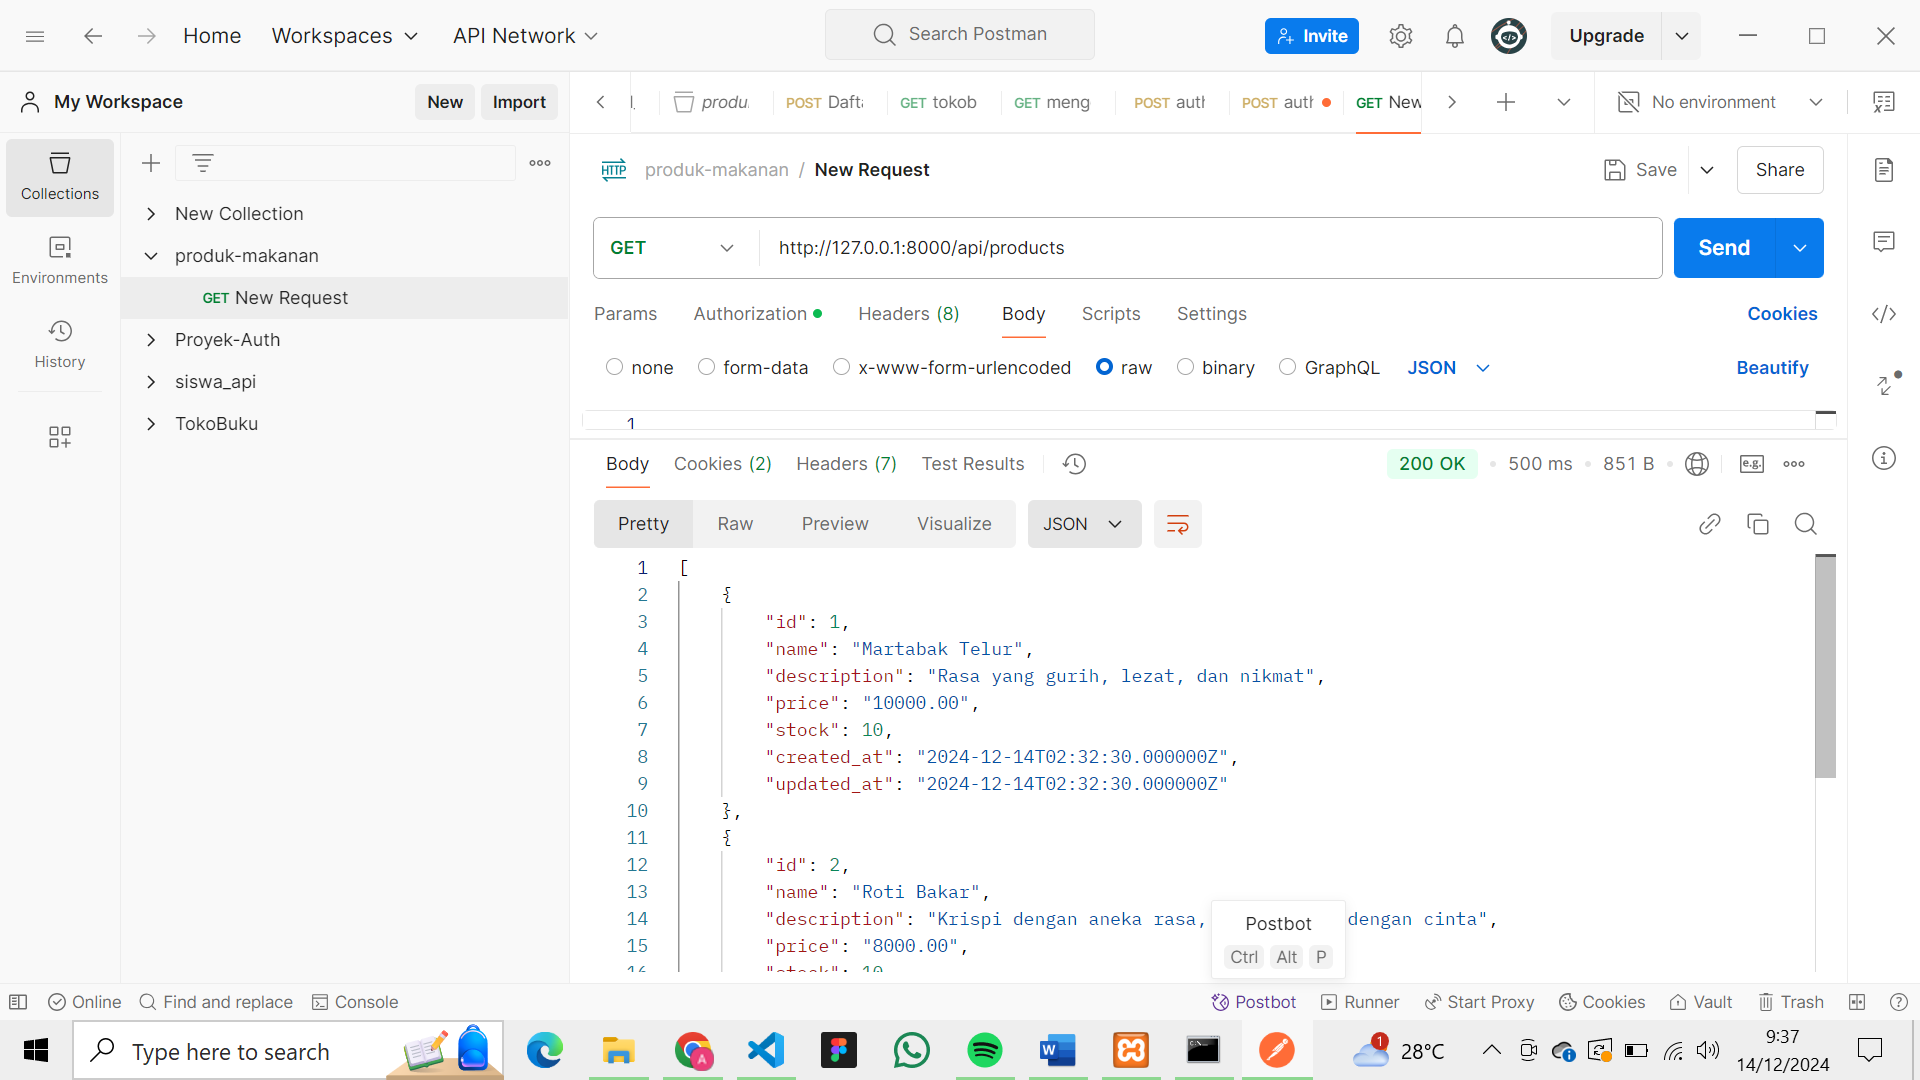 Home
Workspaces
API Network
Search Postman
Invite
Upgrade
My Workspace
New
Import
produ
POST Daft
GET tokob
GET meng
POST auth
POST auth
GET New
No environment
Collections
Environments
History
New Collection
produk-makanan
GET New Request
Proyek-Auth
siswa_api
TokoBuku
HTTP produk-makanan / New Request
Save
Share
GET
http://127.0.0.1:8000/api/products
Send
Params
Authorization
Headers (8)
Body
Scripts
Settings
Cookies
none
form-data
x-www-form-urlencoded
raw
binary
GraphQL
JSON
Beautify
1
Body
Cookies (2)
Headers (7)
Test Results
200 OK
500 ms
851 B
e.g.
Pretty
Raw
Preview
Visualize
JSON
1 [
2 {
3 "id": 1,
4 "name": "Martabak Telur",
5 "description": "Rasa yang gurih, lezat, dan nikmat",
6 "price": "10000.00",
7 "stock": 10,
8 "created_at": "2024-12-14T02:32:30.000000Z",
9 "updated_at": "2024-12-14T02:32:30.000000Z"
10 },
11 {
12 "id": 2,
13 "name": "Roti Bakar",
14 "description": "Krispi dengan aneka rasa, dengan cinta",
15 "price": "8000.00",
16 "stock": 10
Postbot
Ctrl Alt P
Online
Find and replace
Console
Postbot
Runner
Start Proxy
Cookies
Vault
Trash
Type here to search
A
1
28°C
9:37
14/12/2024